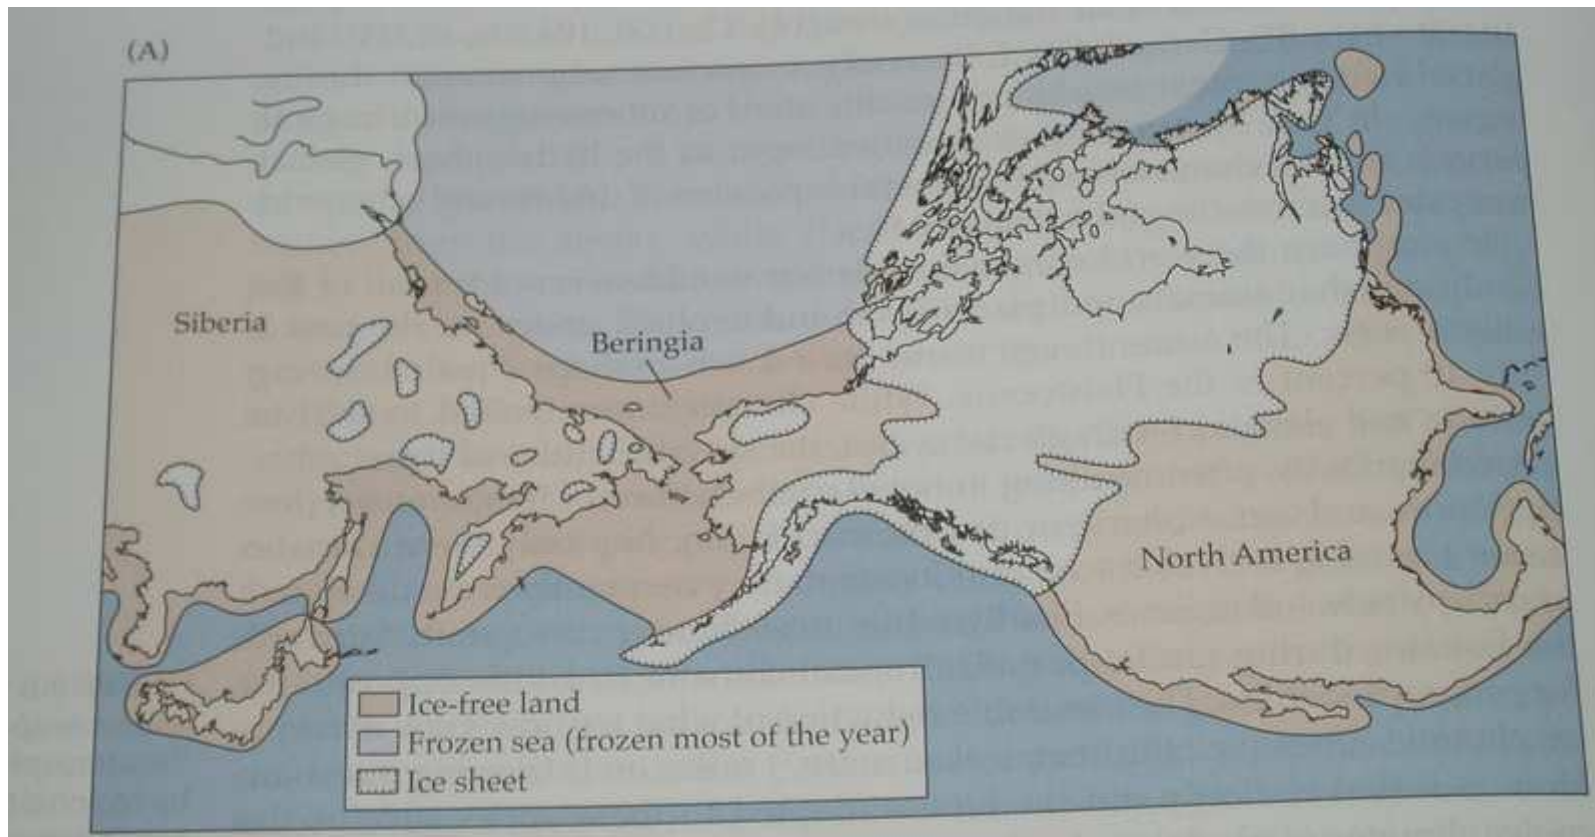 (A)
Siberia
Beringia
North America
Ice-free land
Frozen sea (frozen most of the year)
Ice sheet